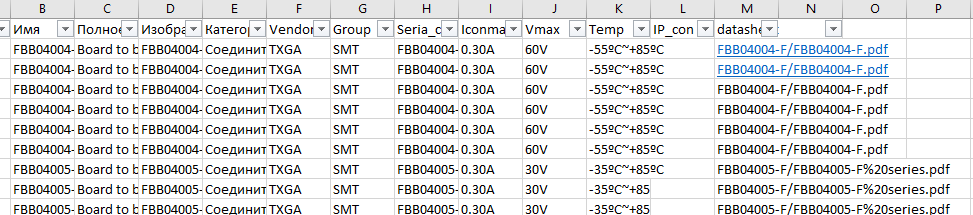 B C D E F G H I J K L M N O P
Имя Полное Изобра Категор Vendor Group Seria_c Iconma Vmax Temp IP_con datashe
FBB04004- Board to b FBB04004- Соединит TXGA SMT FBB04004- 0.30A 60V -55ºC~+85ºC FBB04004-F/FBB04004-F.pdf
FBB04004- Board to b FBB04004- Соединит TXGA SMT FBB04004- 0.30A 60V -55ºC~+85ºC FBB04004-F/FBB04004-F.pdf
FBB04004- Board to b FBB04004- Соединит TXGA SMT FBB04004- 0.30A 60V -55ºC~+85ºC FBB04004-F/FBB04004-F.pdf
FBB04004- Board to b FBB04004- Соединит TXGA SMT FBB04004- 0.30A 60V -55ºC~+85ºC FBB04004-F/FBB04004-F.pdf
FBB04004- Board to b FBB04004- Соединит TXGA SMT FBB04004- 0.30A 60V -55ºC~+85ºC FBB04004-F/FBB04004-F.pdf
FBB04004- Board to b FBB04004- Соединит TXGA SMT FBB04004- 0.30A 60V -55ºC~+85ºC FBB04004-F/FBB04004-F.pdf
FBB04005- Board to b FBB04005- Соединит TXGA SMT FBB04005- 0.30A 30V -35ºC~+85ºC FBB04005-F/FBB04005-F%20series.pdf
FBB04005- Board to b FBB04005- Соединит TXGA SMT FBB04005- 0.30A 30V -35ºC~+85 FBB04005-F/FBB04005-F%20series.pdf
FBB04005- Board to b FBB04005- Соединит TXGA SMT FBB04005- 0.30A 30V -35ºC~+85 FBB04005-F/FBB04005-F%20series.pdf